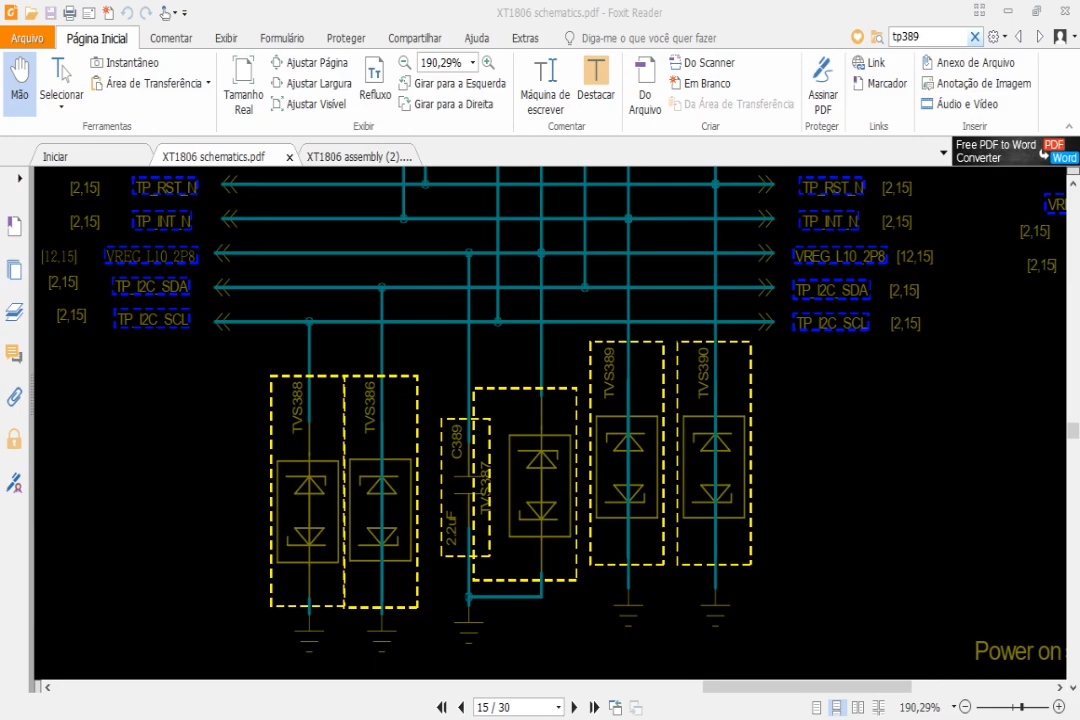 XT1806 schematics.pdf - Foxit Reader
Arquivo
Página Inicial
Comentar
Exibir
Formulário
Proteger
Compartilhar
Ajuda
Extras
Diga-me o que você quer fazer
tp389
Mão
Selecionar
Instantâneo
Área de Transferência
Ferramentas
Tamanho
Real
Ajustar Página
Ajustar Largura
Ajustar Visível
Refluxo
190,29%
Girar para a Esquerda
Girar para a Direita
Exibir
Máquina de
escrever
Destacar
Comentar
Do
Arquivo
Do Scanner
Em Branco
Da Área de Transferência
Criar
Assinar
PDF
Proteger
Link
Marcador
Links
Anexo de Arquivo
Anotação de Imagem
Áudio e Vídeo
Inserir
Iniciar
XT1806 schematics.pdf
XT1806 assembly (2)....
Free PDF to Word
Converter
PDF
Word
[2,15] TP_RST_N
TP_RST_N [2,15]
[2,15] TP_INT_N
TP_INT_N [2,15]
[12,15] VREG_L10_2P8
VREG_L10_2P8 [12,15]
[2,15] TP_I2C_SDA
TP_I2C_SDA [2,15]
[2,15] TP_I2C_SCL
TP_I2C_SCL [2,15]
[2,15]
[2,15]
TVS388
TVS386
C389
2.2uF
TVS387
TVS389
TVS390
Power on
15 / 30
190,29%